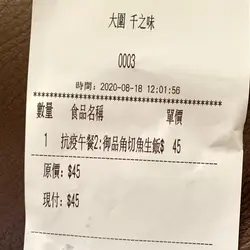 大圍 千之味
0003
時間：2020-08-18 12:01:56
****************************************
數量 食品名稱 單價
1 抗疫午餐2:御品角切魚生飯$ 45
原價: $45
現付: $45